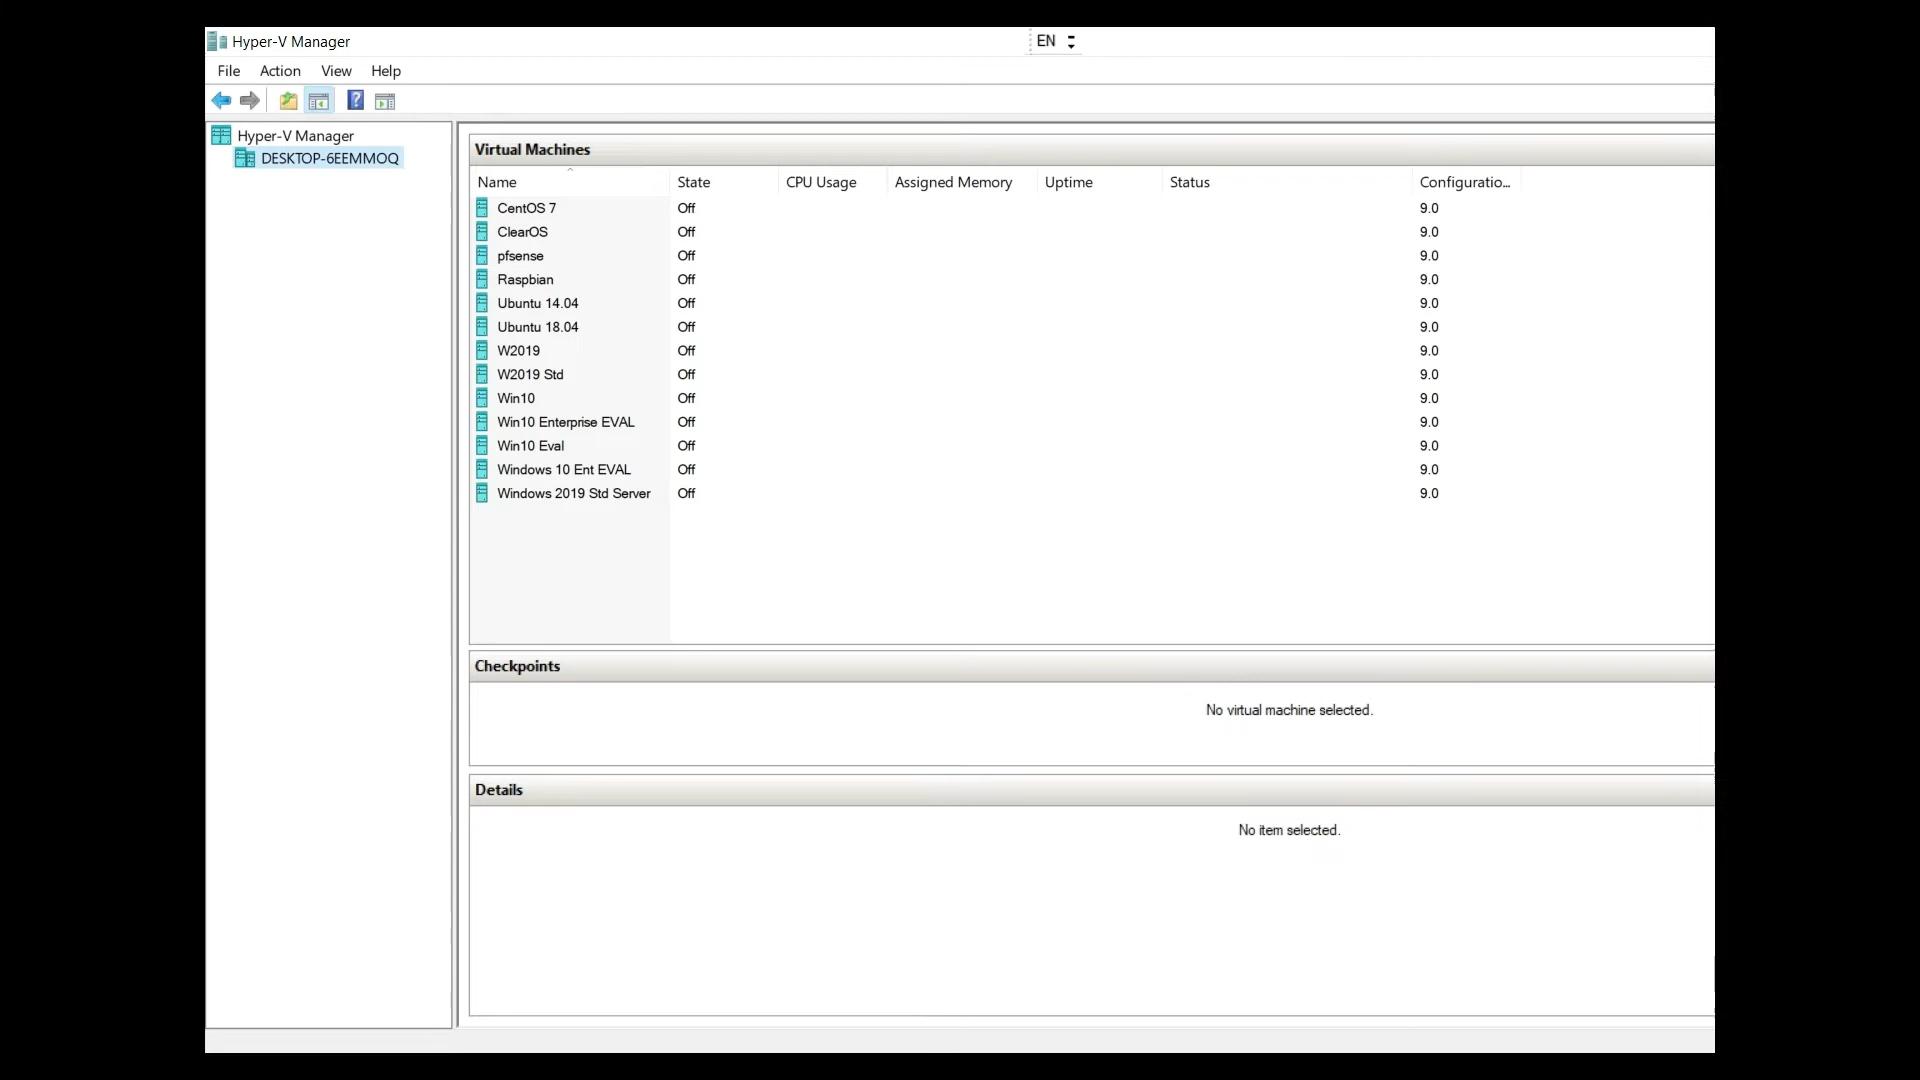 Hyper-V Manager
EN
File Action View Help
Hyper-V Manager
DESKTOP-6EEMMOQ
Virtual Machines
Name State CPU Usage Assigned Memory Uptime Status Configuratio...
CentOS 7 Off 9.0
ClearOS Off 9.0
pfsense Off 9.0
Raspbian Off 9.0
Ubuntu 14.04 Off 9.0
Ubuntu 18.04 Off 9.0
W2019 Off 9.0
W2019 Std Off 9.0
Win10 Off 9.0
Win10 Enterprise EVAL Off 9.0
Win10 Eval Off 9.0
Windows 10 Ent EVAL Off 9.0
Windows 2019 Std Server Off 9.0
Checkpoints
No virtual machine selected.
Details
No item selected.